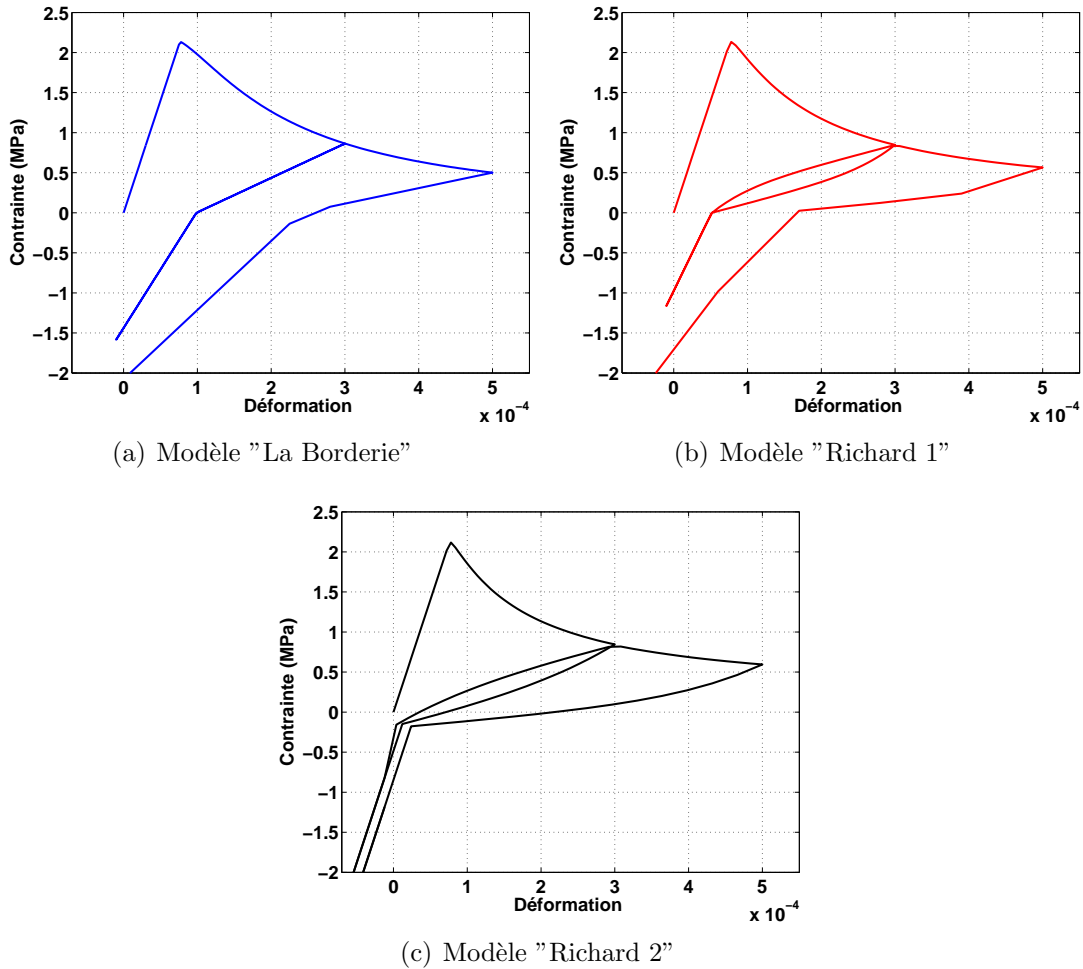 2.5
2
1.5
1
0.5
0
−0.5
−1
−1.5
−2
Contrainte (MPa)
0 1 2 3 4 5
Déformation
x 10⁻⁴
(a) Modèle "La Borderie"
2.5
2
1.5
1
0.5
0
−0.5
−1
−1.5
−2
Contrainte (MPa)
0 1 2 3 4 5
Déformation
x 10⁻⁴
(b) Modèle "Richard 1"
2.5
2
1.5
1
0.5
0
−0.5
−1
−1.5
−2
Contrainte (MPa)
0 1 2 3 4 5
Déformation
x 10⁻⁴
(c) Modèle "Richard 2"